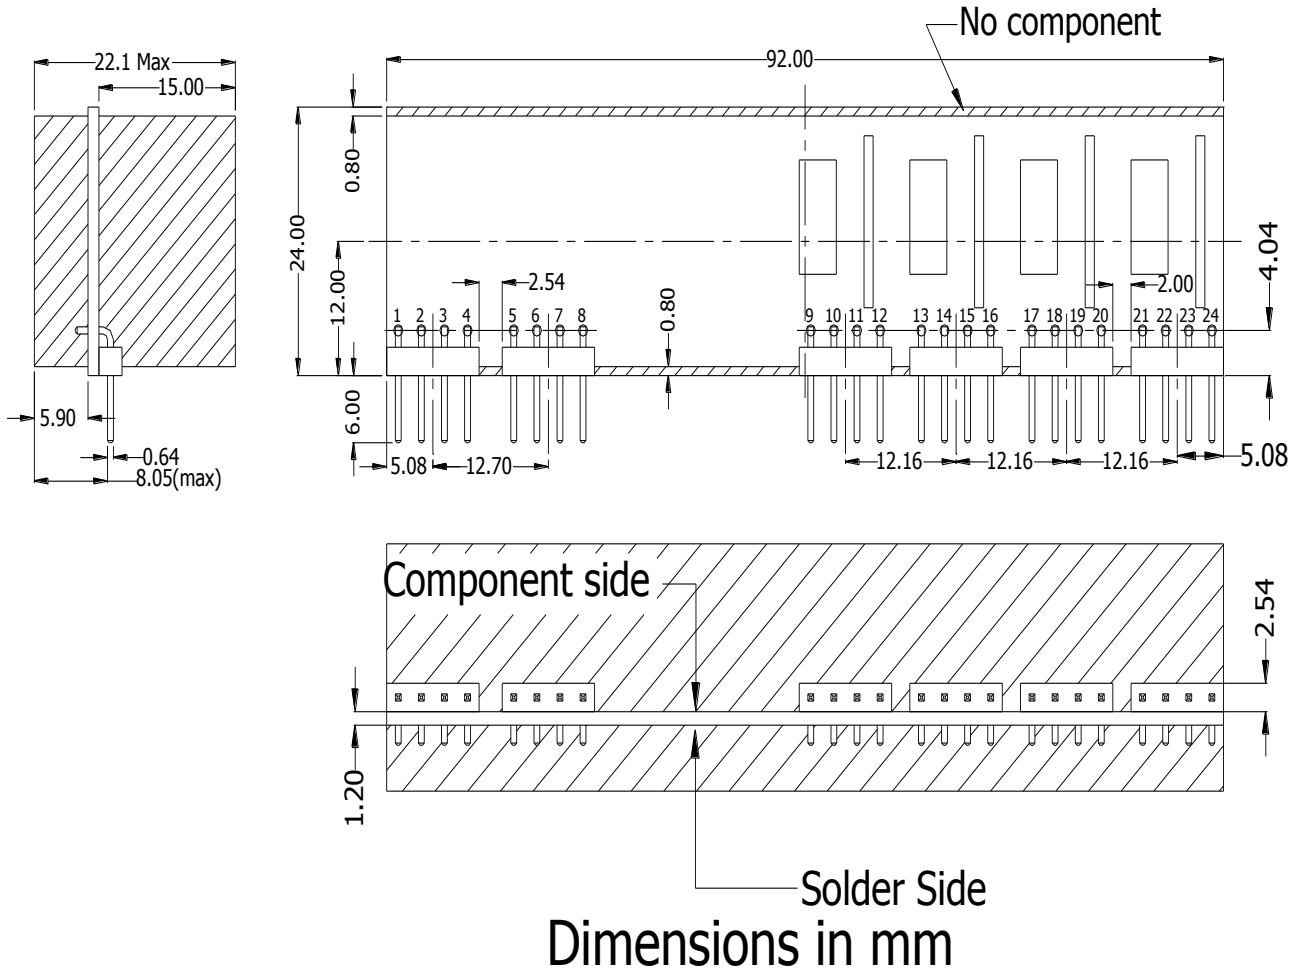 No component
22.1 Max
92.00
15.00
0.80
24.00
12.00
4.04
2.54
2.00
0.80
1 2 3 4 5 6 7 8 9 10 11 12 13 14 15 16 17 18 19 20 21 22 23 24
5.90
6.00
0.64
8.05(max)
5.08
12.70
12.16
12.16
12.16
5.08
Component side
2.54
1.20
Solder Side
Dimensions in mm